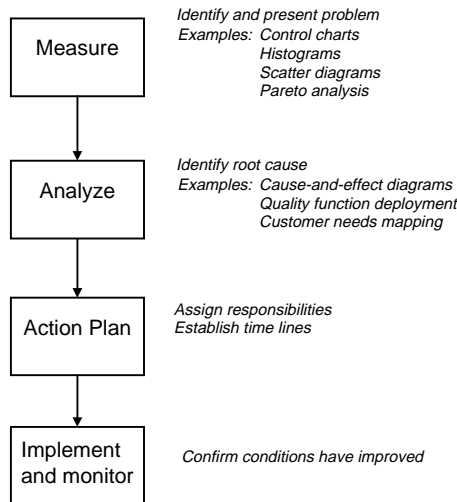 Measure
Identify and present problem
Examples: Control charts
Histograms
Scatter diagrams
Pareto analysis
Analyze
Identify root cause
Examples: Cause-and-effect diagrams
Quality function deployment
Customer needs mapping
Action Plan
Assign responsibilities
Establish time lines
Implement
and monitor
Confirm conditions have improved